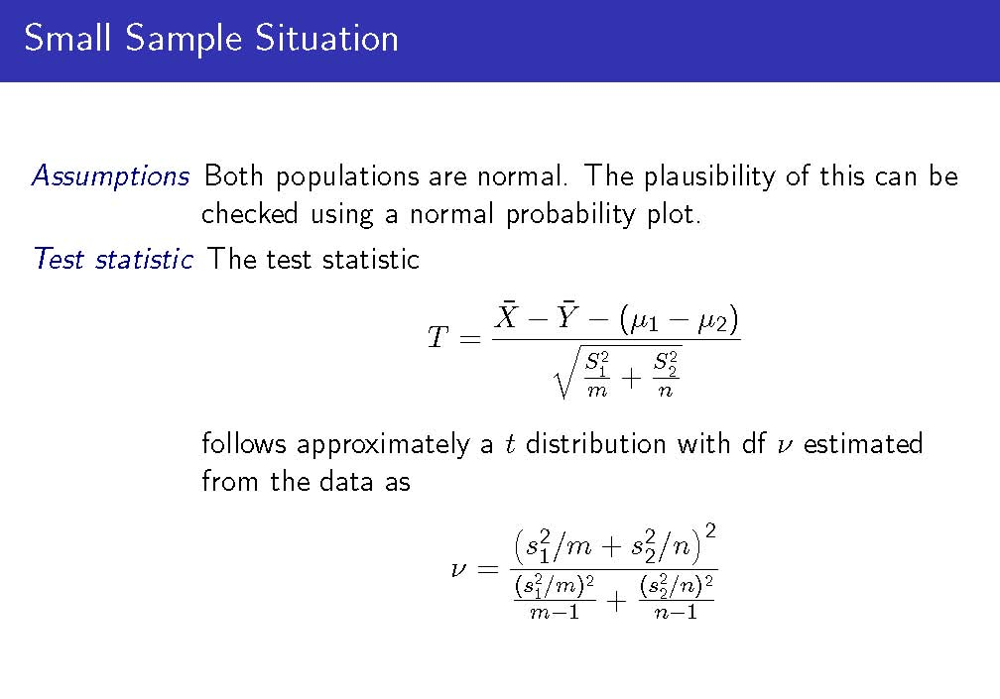 Small Sample Situation
Assumptions Both populations are normal. The plausibility of this can be
checked using a normal probability plot.
Test statistic The test statistic
T = \frac{\bar{X} - \bar{Y} - (\mu_1 - \mu_2)}{\sqrt{\frac{S_1^2}{m} + \frac{S_2^2}{n}}}
follows approximately a t distribution with df ν estimated
from the data as
\nu = \frac{(s_1^2/m + s_2^2/n)^2}{\frac{(s_1^2/m)^2}{m-1} + \frac{(s_2^2/n)^2}{n-1}}